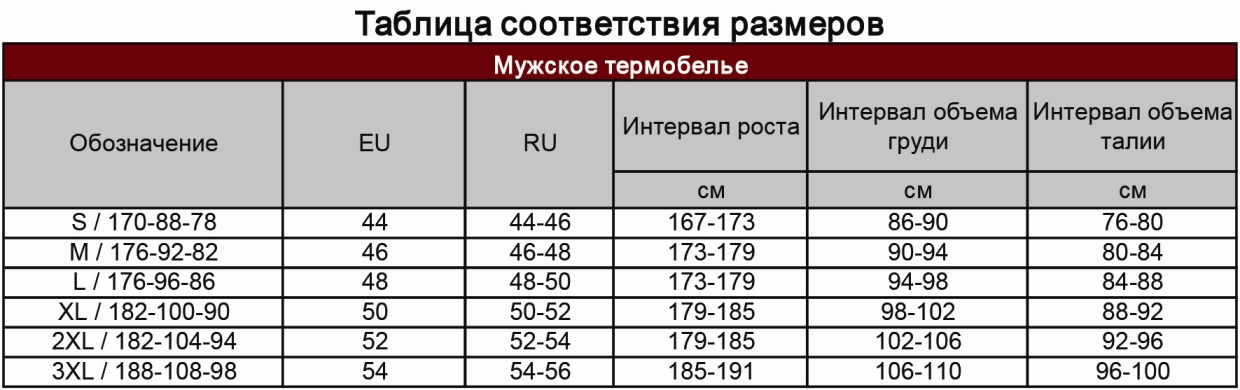 Таблица соответствия размеров
Мужское термобелье
Обозначение EU RU Интервал роста Интервал объема груди Интервал объема талии
см см см
S / 170-88-78 44 44-46 167-173 86-90 76-80
M / 176-92-82 46 46-48 173-179 90-94 80-84
L / 176-96-86 48 48-50 173-179 94-98 84-88
XL / 182-100-90 50 50-52 179-185 98-102 88-92
2XL / 182-104-94 52 52-54 179-185 102-106 92-96
3XL / 188-108-98 54 54-56 185-191 106-110 96-100